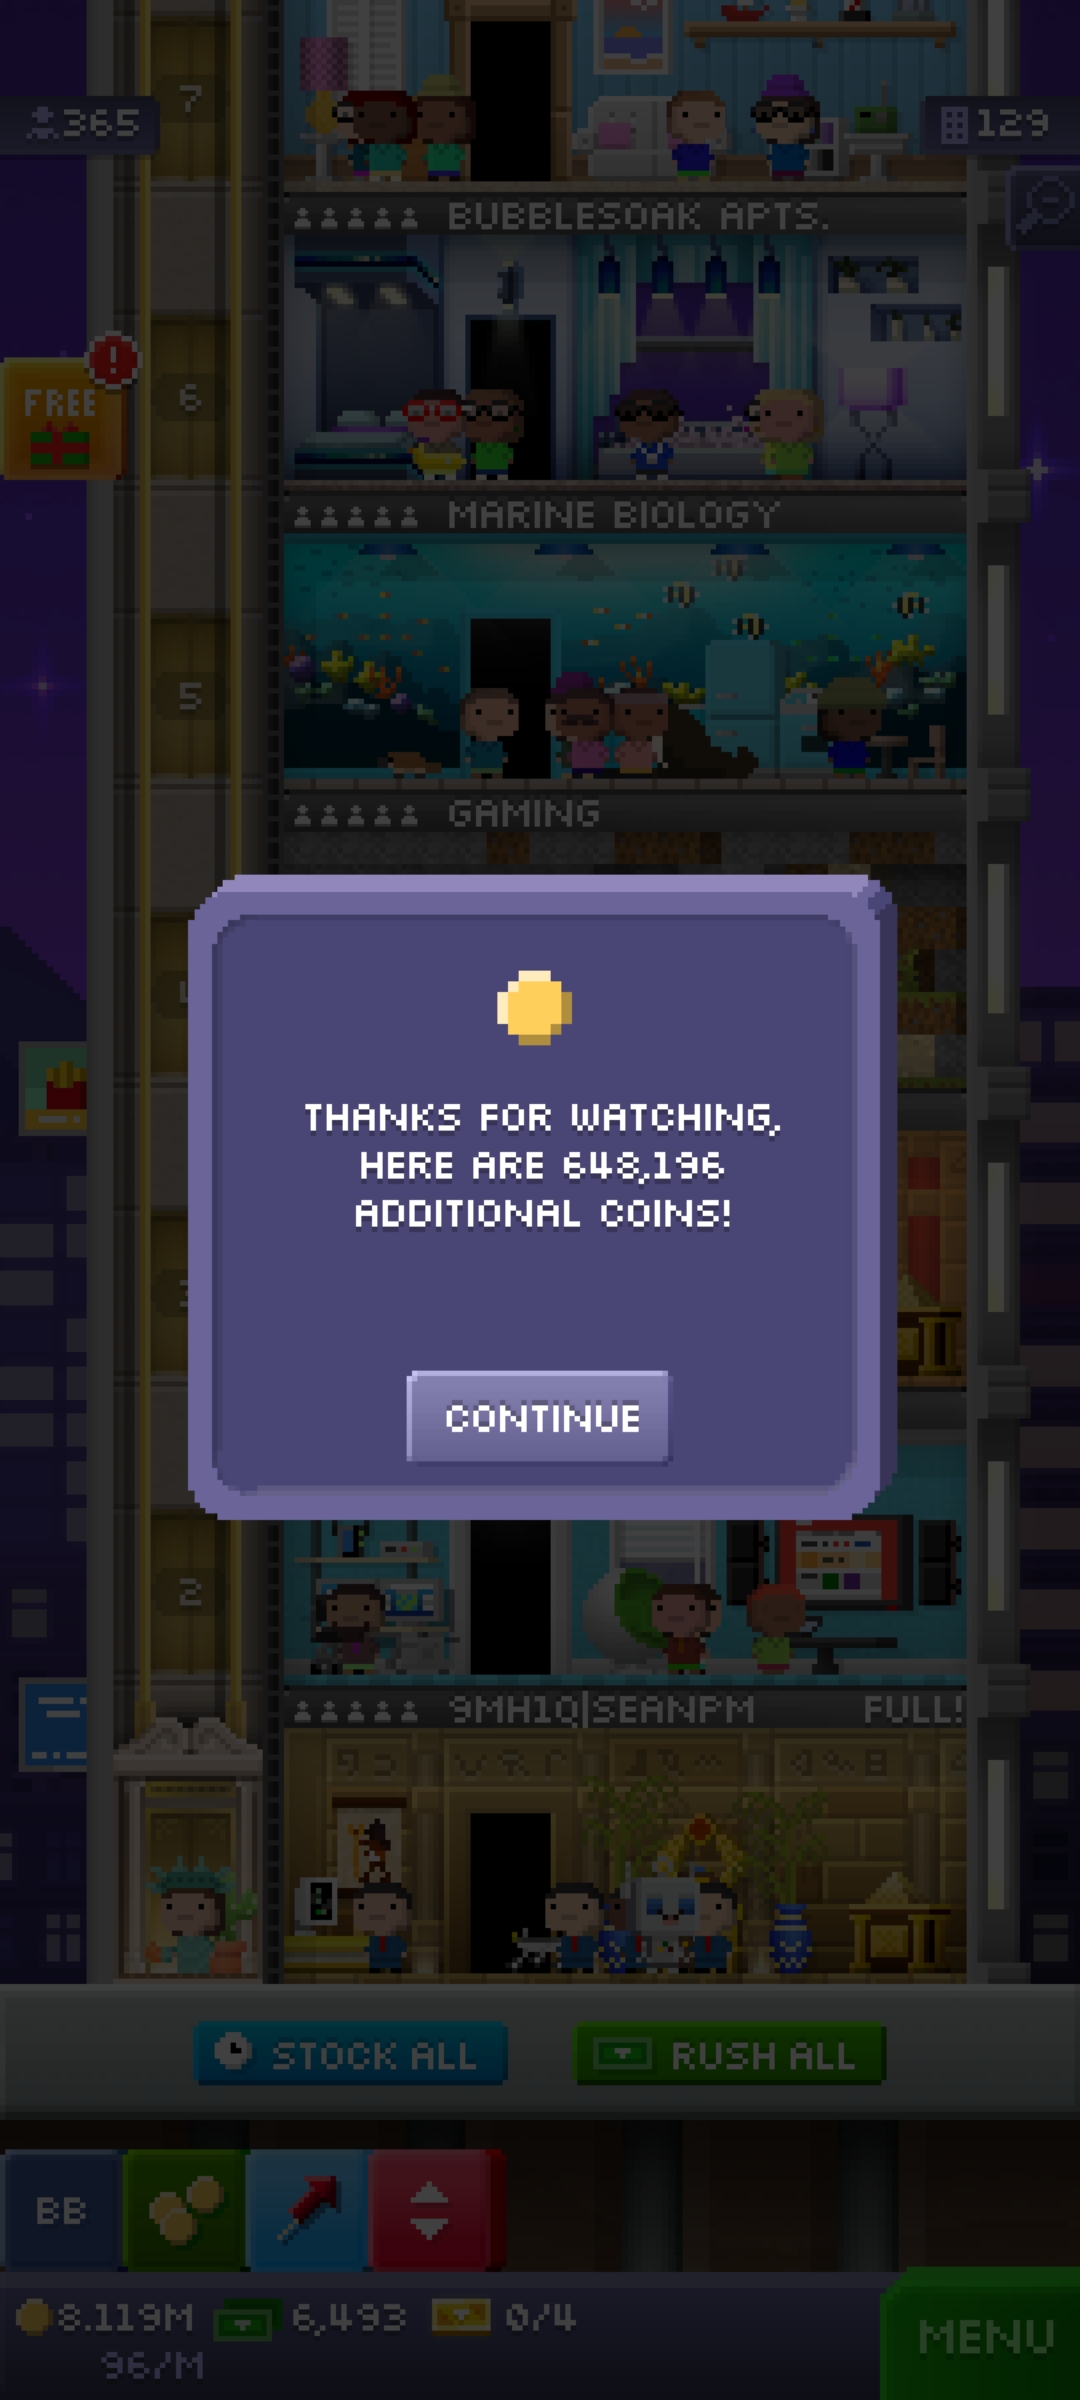 7
365
129
BUBBLESOAK APTS.
FREE
!
6
MARINE BIOLOGY
5
GAMING
THANKS FOR WATCHING,
HERE ARE 648,196
ADDITIONAL COINS!
CONTINUE
2
9MH1Q|SEANPM FULL!
STOCK ALL
RUSH ALL
BB
8.119M 6,493 0/4
96/M
MENU